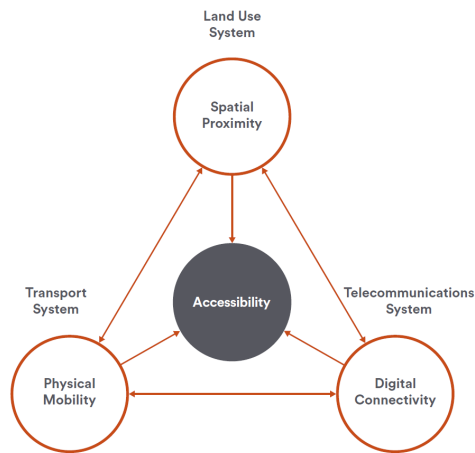 Land Use
System
Spatial
Proximity
Accessibility
Transport
System
Telecommunications
System
Physical
Mobility
Digital
Connectivity